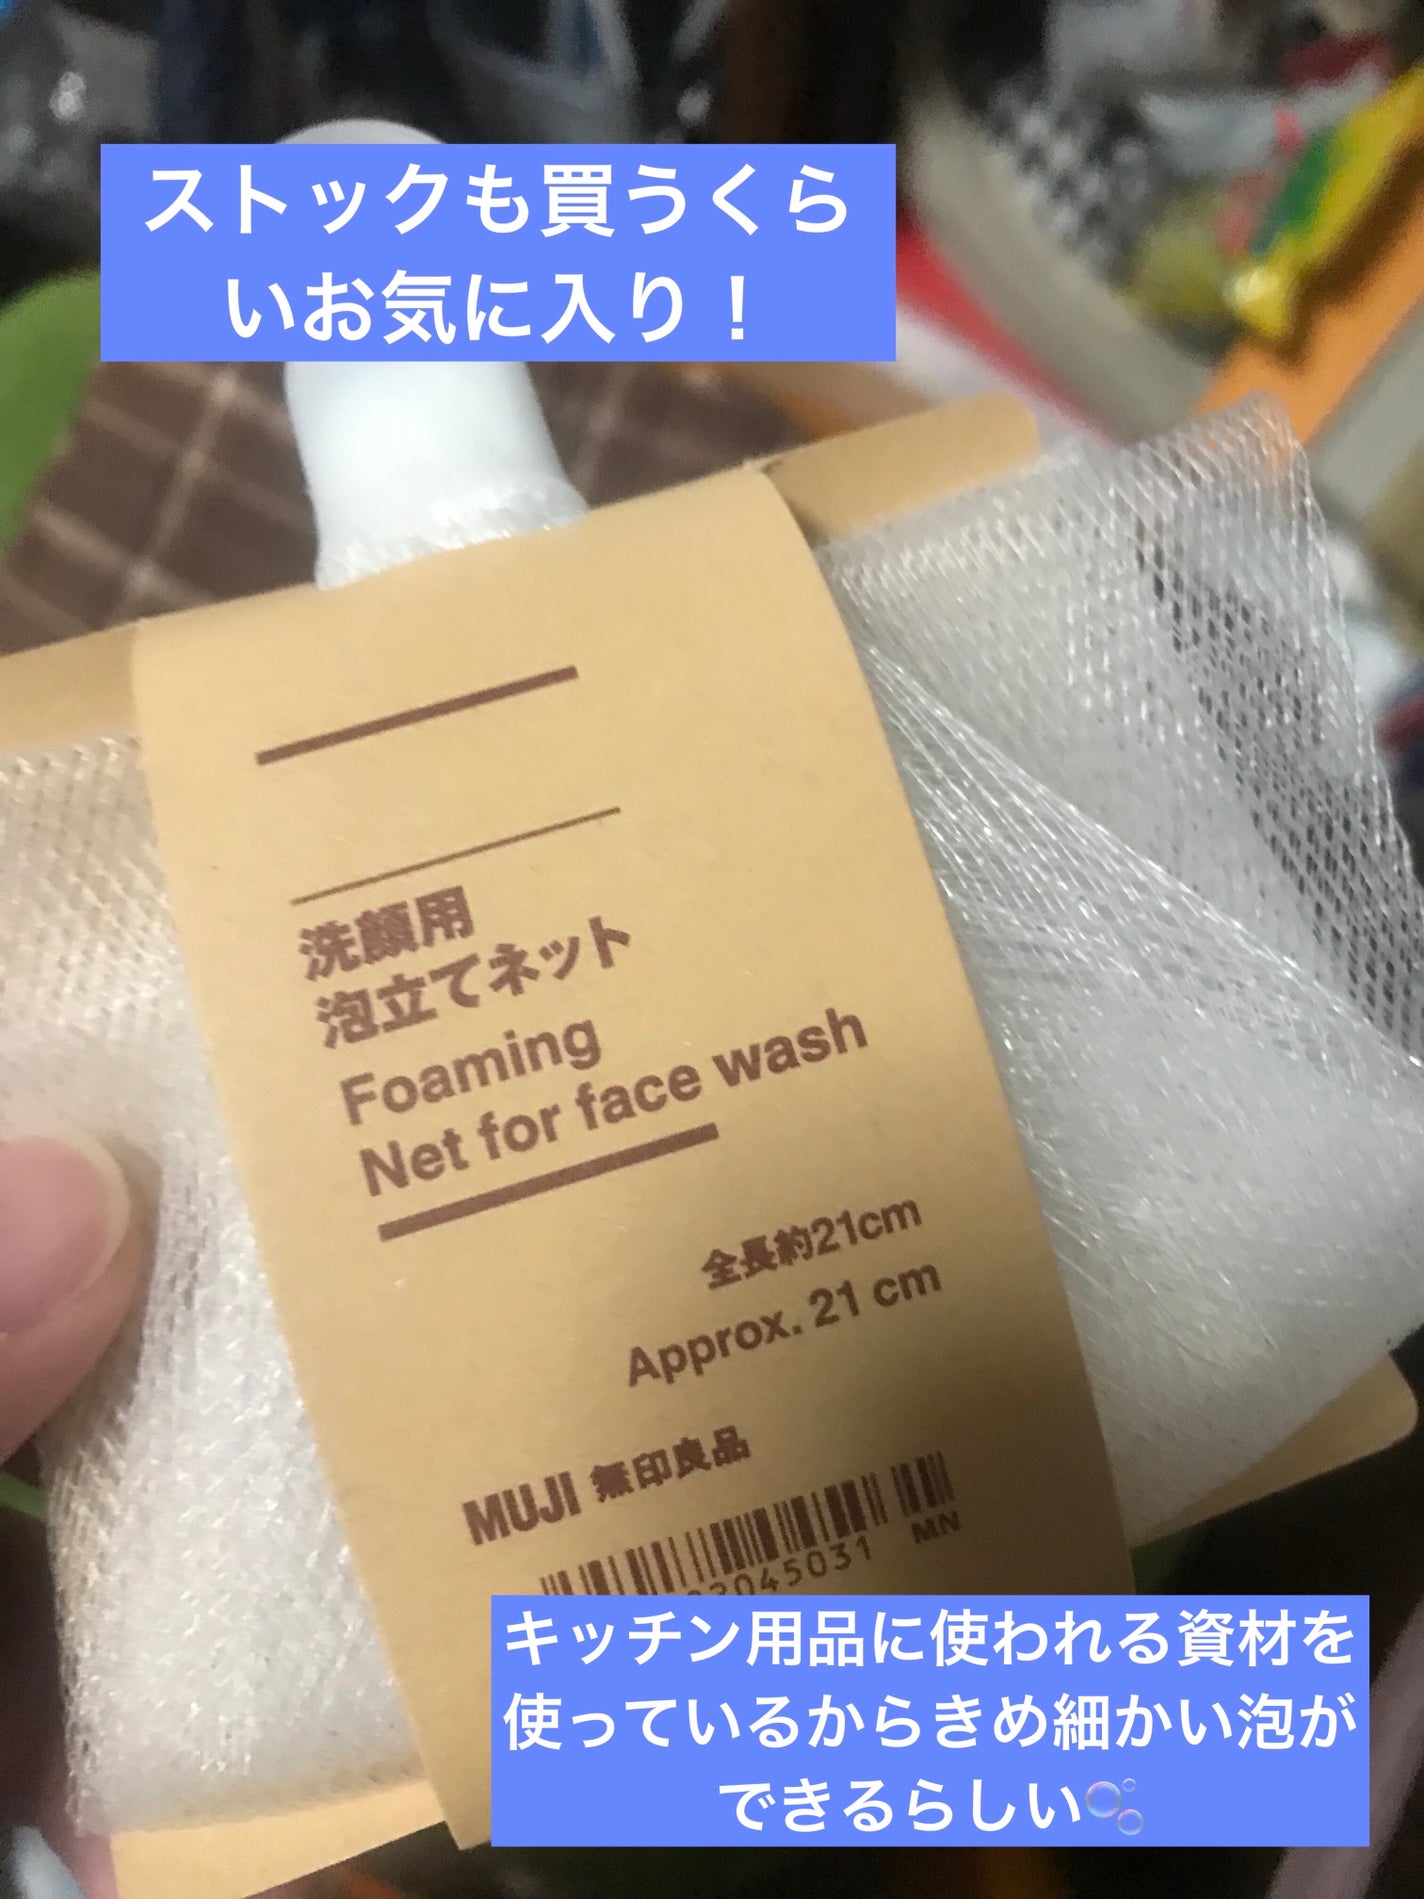 ストックも買うくら
いお気に入り！
洗顔用
泡立てネット
Foaming
Net for face wash
全長約21cm
Approx. 21 cm
MUJI 無印良品
2045031 MN
キッチン用品に使われる資材を
使っているからきめ細かい泡が
できるらしい🫧